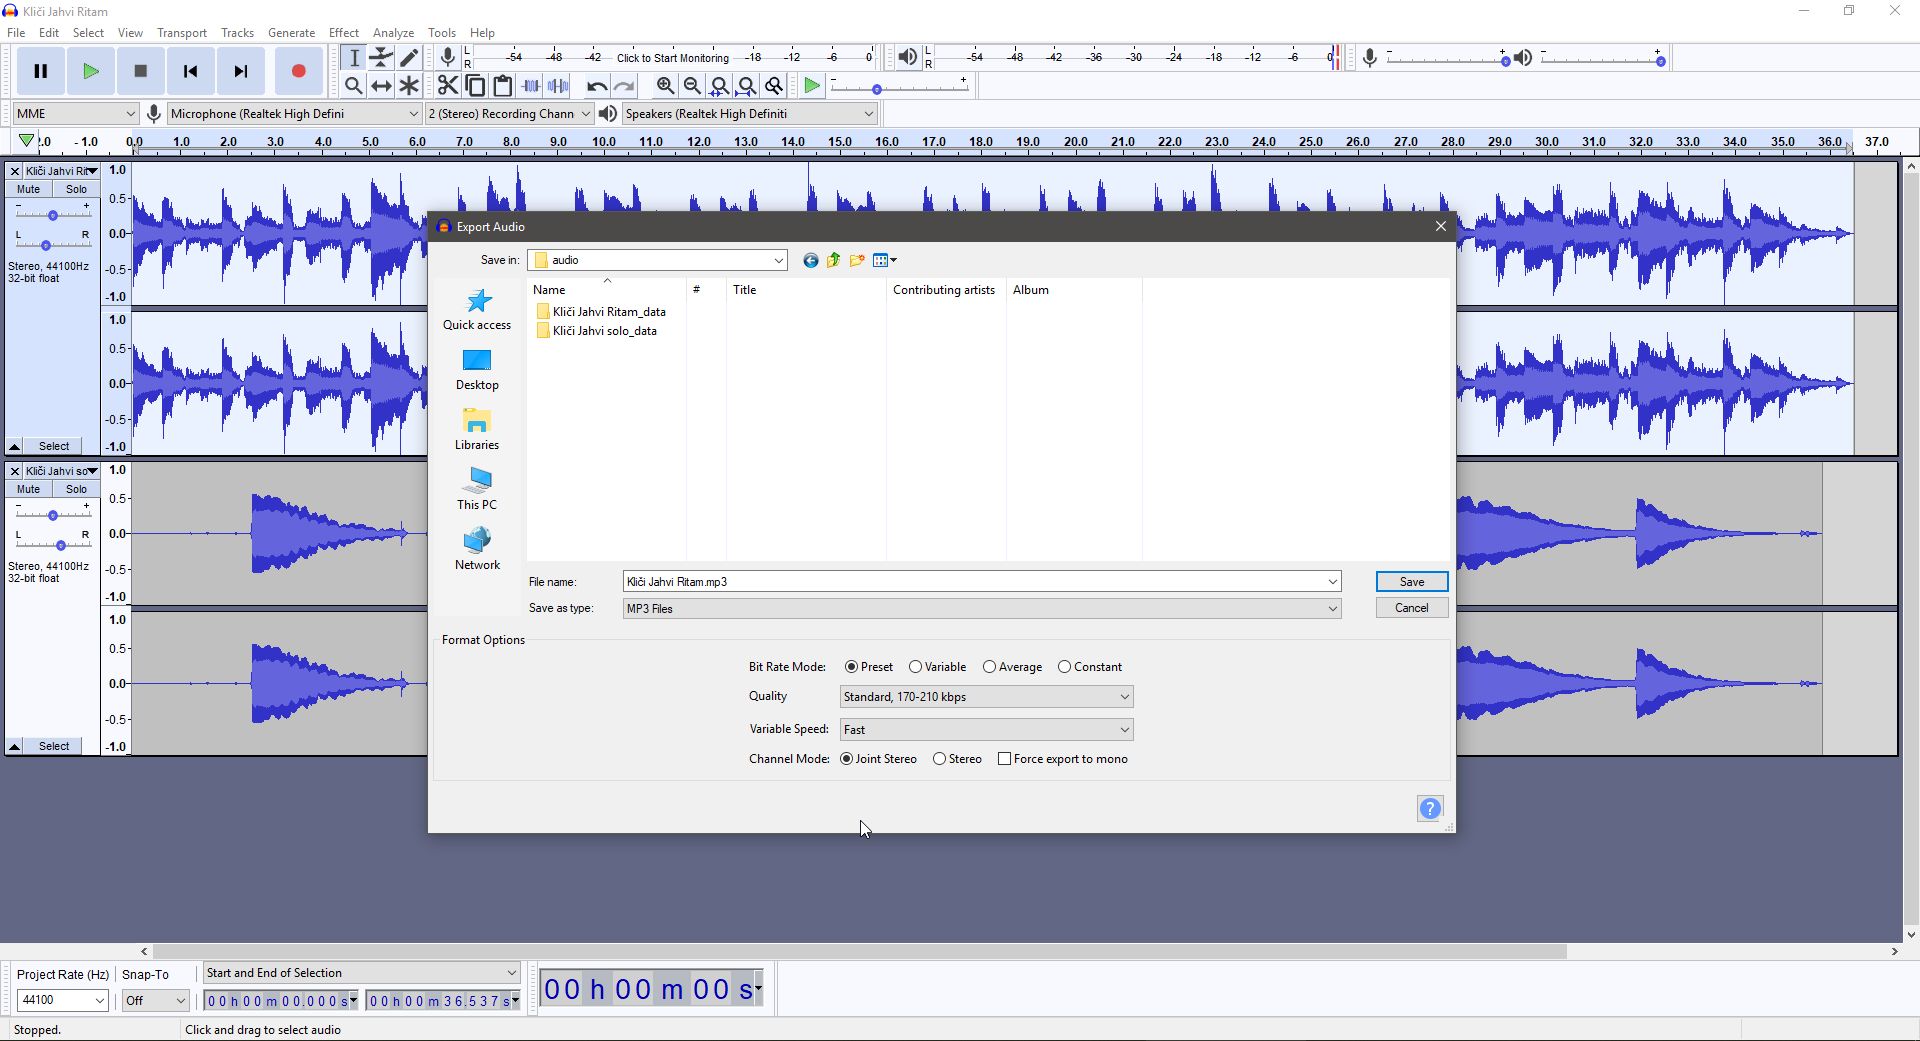 Kliči Jahvi Ritam
File Edit Select View Transport Tracks Generate Effect Analyze Tools Help
L R -54 -48 -42 Click to Start Monitoring -18 -12 -6 0 L R -54 -48 -42 -36 -30 -24 -18 -12 -6 0 - + - +
- +
MME Microphone (Realtek High Defini 2 (Stereo) Recording Chann Speakers (Realtek High Definiti
-1.0 0.0 1.0 2.0 3.0 4.0 5.0 6.0 7.0 8.0 9.0 10.0 11.0 12.0 13.0 14.0 15.0 16.0 17.0 18.0 19.0 20.0 21.0 22.0 23.0 24.0 25.0 26.0 27.0 28.0 29.0 30.0 31.0 32.0 33.0 34.0 35.0 36.0 37.0
Kliči Jahvi Rit 1.0
Mute Solo 0.5
- +
L R 0.0
Stereo, 44100Hz -0.5
32-bit float
-1.0
1.0
0.5
0.0
-0.5
Select -1.0
Kliči Jahvi so 1.0
Mute Solo 0.5
- +
L R 0.0
Stereo, 44100Hz -0.5
32-bit float
-1.0
1.0
0.5
0.0
-0.5
Select -1.0
Export Audio
Save in: audio
Name # Title Contributing artists Album
Kliči Jahvi Ritam_data
Kliči Jahvi solo_data
Quick access
Desktop
Libraries
This PC
Network
File name: Kliči Jahvi Ritam.mp3 Save
Save as type: MP3 Files Cancel
Format Options
Bit Rate Mode: Preset Variable Average Constant
Quality Standard, 170-210 kbps
Variable Speed: Fast
Channel Mode: Joint Stereo Stereo Force export to mono
?
Project Rate (Hz) Snap-To Start and End of Selection
44100 Off 00h00m00.000s 00h00m36.537s 00h00m00s
Stopped. Click and drag to select audio